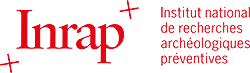 Inrap
Institut national
de recherches
archéologiques
préventives